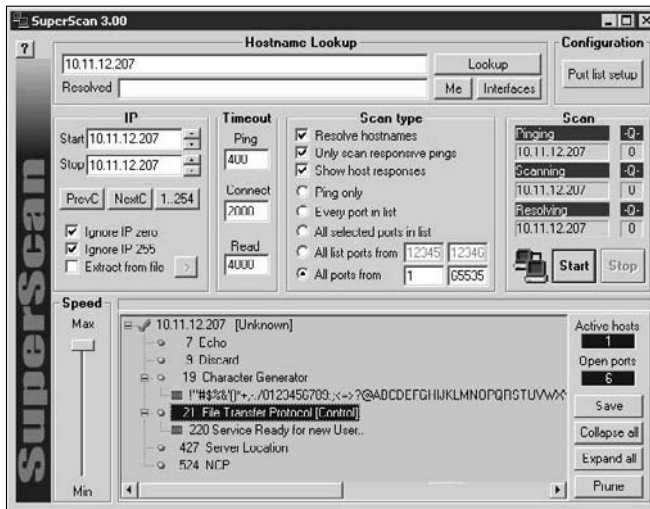 SuperScan 3.00
?
SuperScan
Hostname Lookup
10.11.12.207
Lookup
Resolved
Me
Interfaces
Configuration
Port list setup
IP
Start 10.11.12.207
Stop 10.11.12.207
PrevC
NextC
1..254
Ignore IP zero
Ignore IP 255
Extract from file
>
Timeout
Ping
400
Connect
2000
Read
4000
Scan type
Resolve hostnames
Only scan responsive pings
Show host responses
Ping only
Every port in list
All selected ports in list
All list ports from 12345 12346
All ports from 1 65535
Scan
Pinging -Q-
10.11.12.207 0
Scanning -Q-
10.11.12.207 0
Resolving -Q-
10.11.12.207 0
Start
Stop
Speed
Max
Min
10.11.12.207 [Unknown]
7 Echo
9 Discard
19 Character Generator
!"#$%&'()*+,-./0123456789:;<=>?@ABCDEFGHIJKLMNOPQRSTUVWX
21 File Transfer Protocol [Control]
220 Service Ready for new User..
427 Server Location
524 NCP
Active hosts
1
Open ports
6
Save
Collapse all
Expand all
Prune